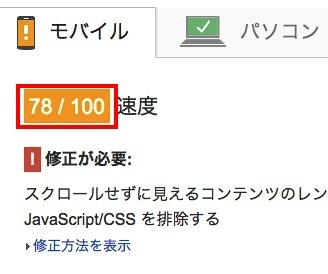 モバイル
パソコン
78 / 100 速度
! 修正が必要:
スクロールせずに見えるコンテンツのレン
JavaScript/CSS を排除する
修正方法を表示